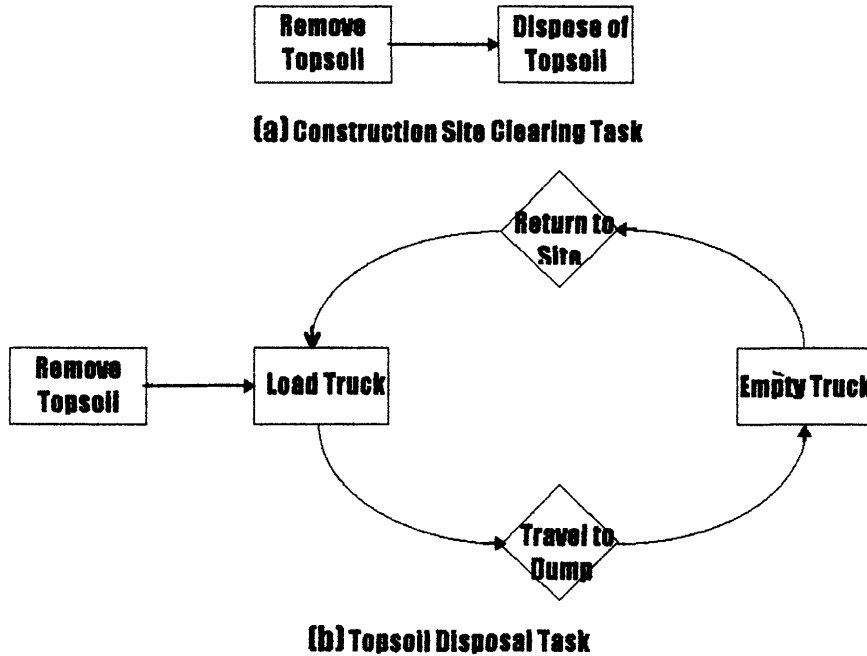 Remove
Topsoil
Dispose of
Topsoil
(a) Construction Site Clearing Task
Return to
Site
Remove
Topsoil
Load Truck
Empty Truck
Travel to
Dump
(b) Topsoil Disposal Task